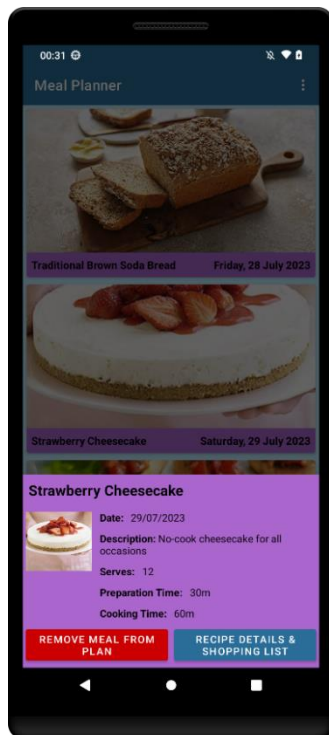 00:31
Meal Planner
Traditional Brown Soda Bread Friday, 28 July 2023
Strawberry Cheesecake Saturday, 29 July 2023
Strawberry Cheesecake
Date: 29/07/2023
Description: No-cook cheesecake for all
occasions
Serves: 12
Preparation Time: 30m
Cooking Time: 60m
REMOVE MEAL FROM
PLAN
RECIPE DETAILS &
SHOPPING LIST